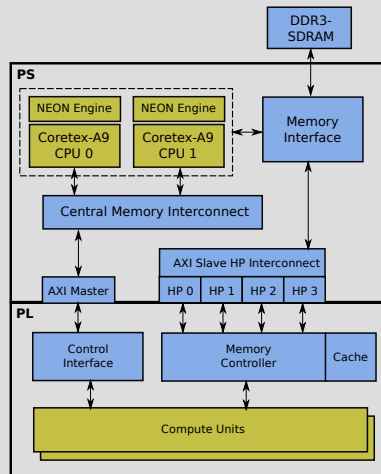 DDR3-
SDRAM
PS
NEON Engine
NEON Engine
Coretex-A9
CPU 0
Coretex-A9
CPU 1
Memory
Interface
Central Memory Interconnect
AXI Slave HP Interconnect
AXI Master
HP 0
HP 1
HP 2
HP 3
PL
Control
Interface
Memory
Controller
Cache
Compute Units